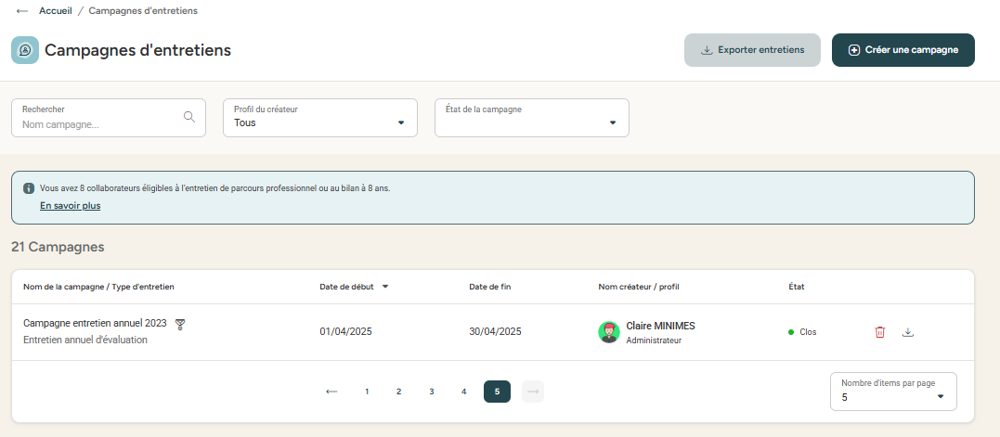 Accueil / Campagnes d'entretiens
Campagnes d'entretiens
Exporter entretiens
Créer une campagne
Rechercher
Nom campagne...
Profil du créateur
Tous
État de la campagne
Vous avez 8 collaborateurs éligibles à l'entretien de parcours professionnel ou au bilan à 8 ans.
En savoir plus
21 Campagnes
Nom de la campagne / Type d'entretien Date de début Date de fin Nom créateur / profil État
Campagne entretien annuel 2023
Entretien annuel d'évaluation
01/04/2025
30/04/2025
Claire MINIMES
Administrateur
Clos
1 2 3 4 5
Nombre d'items par page
5